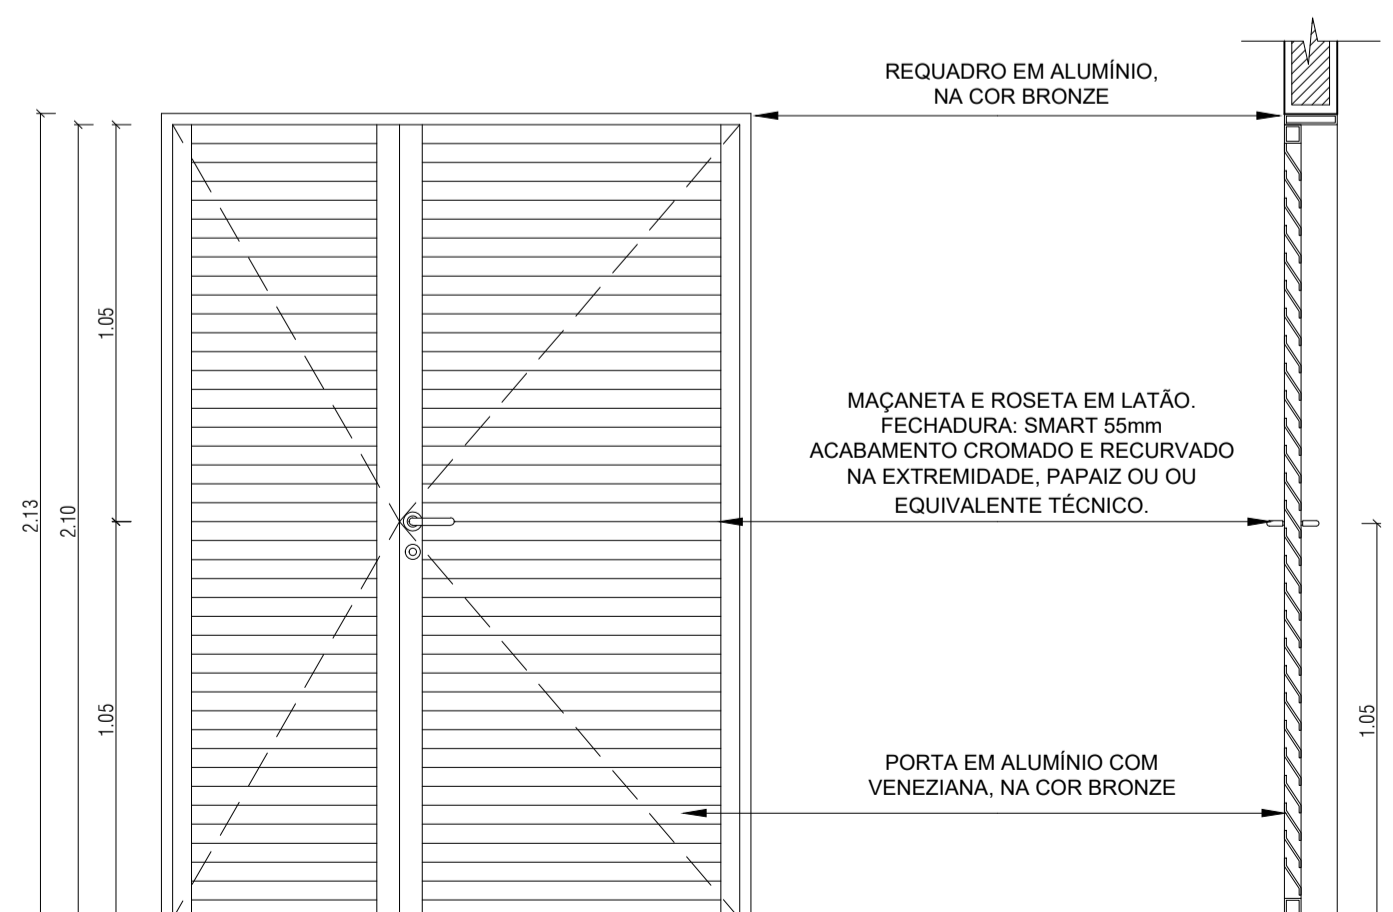 REQUADRO EM ALUMÍNIO,
NA COR BRONZE
1.05
MAÇANETA E ROSETA EM LATÃO.
FECHADURA: SMART 55mm
ACABAMENTO CROMADO E RECURVADO
NA EXTREMIDADE, PAPAIZ OU OU
EQUIVALENTE TÉCNICO.
2.13
2.10
1.05
1.05
PORTA EM ALUMÍNIO COM
VENEZIANA, NA COR BRONZE